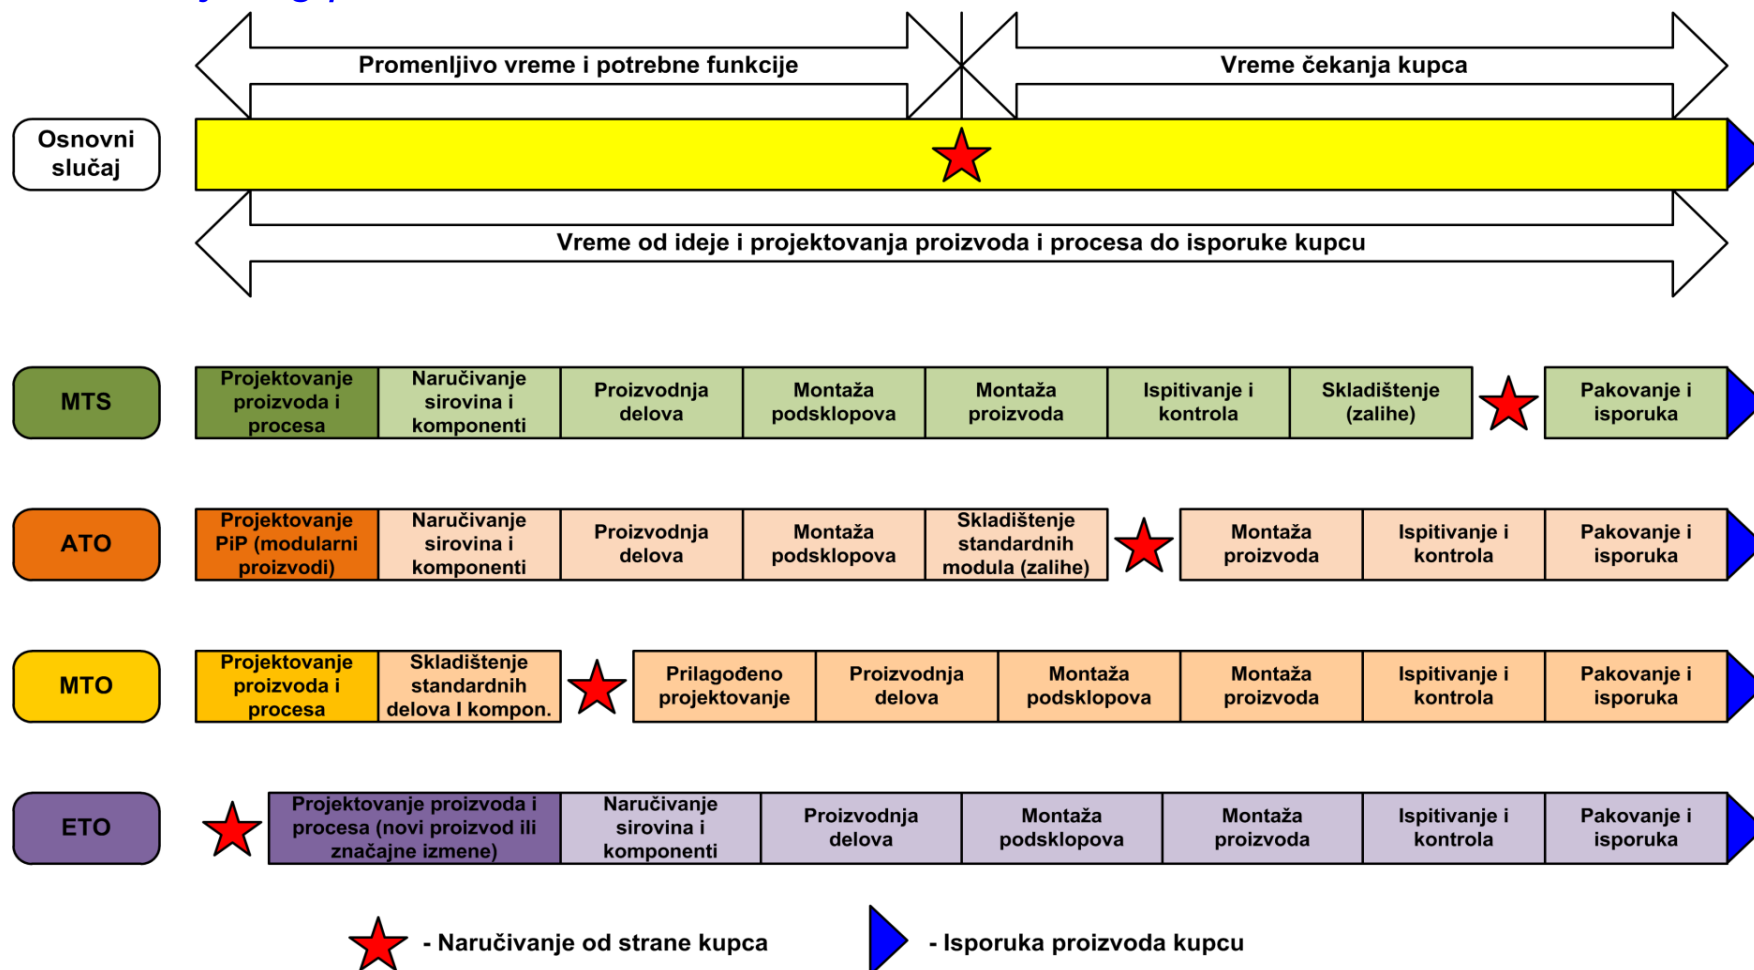 Promenljivo vreme i potrebne funkcije
Vreme čekanja kupca
Osnovni
slučaj
Vreme od ideje i projektovanja proizvoda i procesa do isporuke kupcu
MTS
Projektovanje
proizvoda i
procesa
Naručivanje
sirovina i
komponenti
Proizvodnja
delova
Montaža
podsklopova
Montaža
proizvoda
Ispitivanje i
kontrola
Skladištenje
(zalihe)
Pakovanje i
isporuka
ATO
Projektovanje
PiP (modularni
proizvodi)
Naručivanje
sirovina i
komponenti
Proizvodnja
delova
Montaža
podsklopova
Skladištenje
standardnih
modula (zalihe)
Montaža
proizvoda
Ispitivanje i
kontrola
Pakovanje i
isporuka
MTO
Projektovanje
proizvoda i
procesa
Skladištenje
standardnih
delova I kompon.
Prilagođeno
projektovanje
Proizvodnja
delova
Montaža
podsklopova
Montaža
proizvoda
Ispitivanje i
kontrola
Pakovanje i
isporuka
ETO
Projektovanje proizvoda i
procesa (novi proizvod ili
značajne izmene)
Naručivanje
sirovina i
komponenti
Proizvodnja
delova
Montaža
podsklopova
Montaža
proizvoda
Ispitivanje i
kontrola
Pakovanje i
isporuka
- Naručivanje od strane kupca
- Isporuka proizvoda kupcu